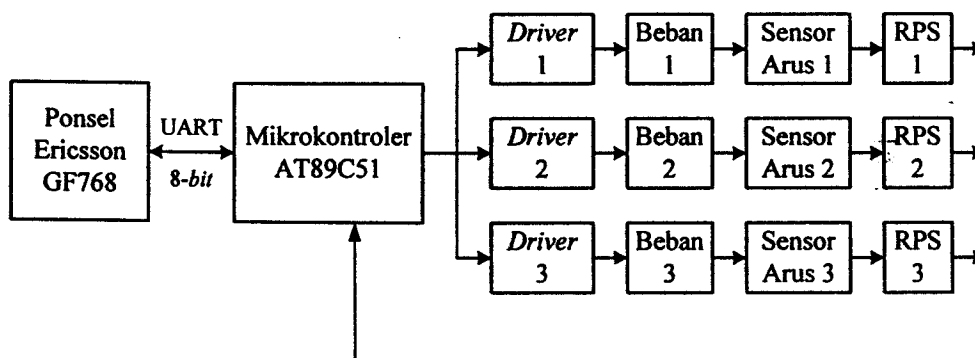 Ponsel
Ericsson
GF768
UART
8-bit
Mikrokontroler
AT89C51
Driver
1
Beban
1
Sensor
Arus 1
RPS
1
Driver
2
Beban
2
Sensor
Arus 2
RPS
2
Driver
3
Beban
3
Sensor
Arus 3
RPS
3